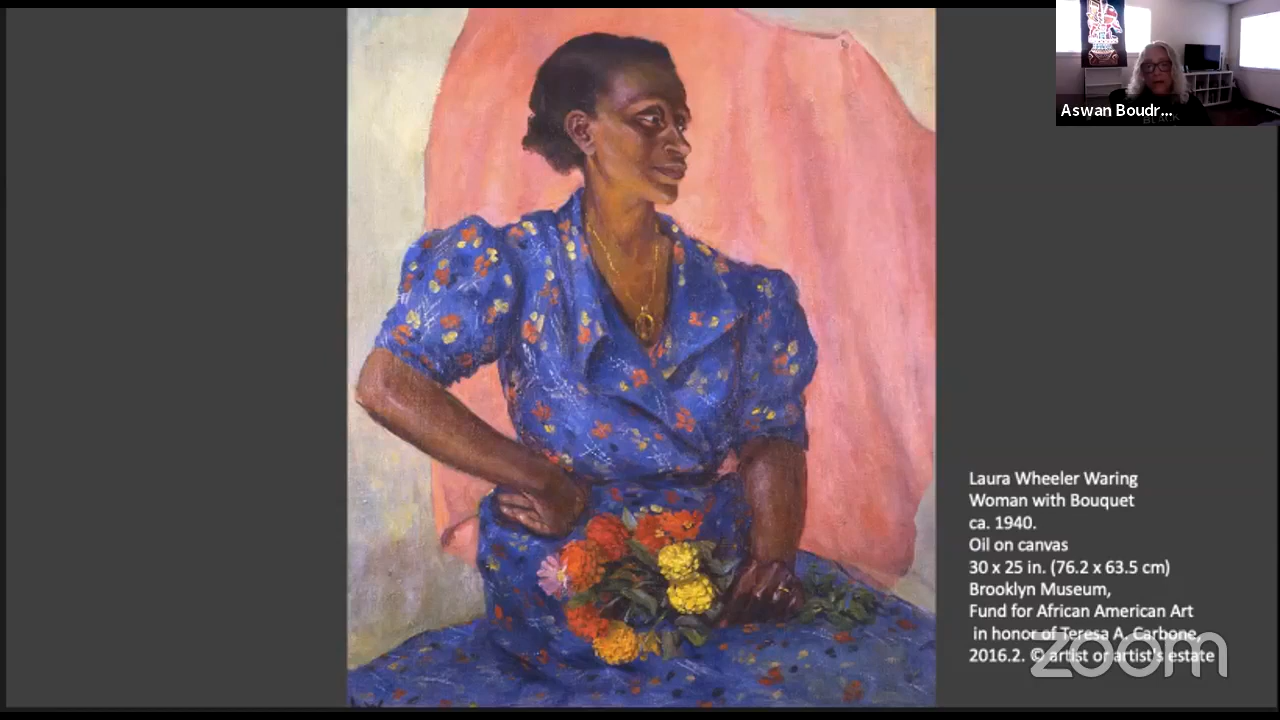 Aswan Boudr...
Laura Wheeler Waring
Woman with Bouquet
ca. 1940.
Oil on canvas
30 x 25 in. (76.2 x 63.5 cm)
Brooklyn Museum,
Fund for African American Art
in honor of Teresa A. Carbone,
2016.2. © artist or artist's estate
zoom